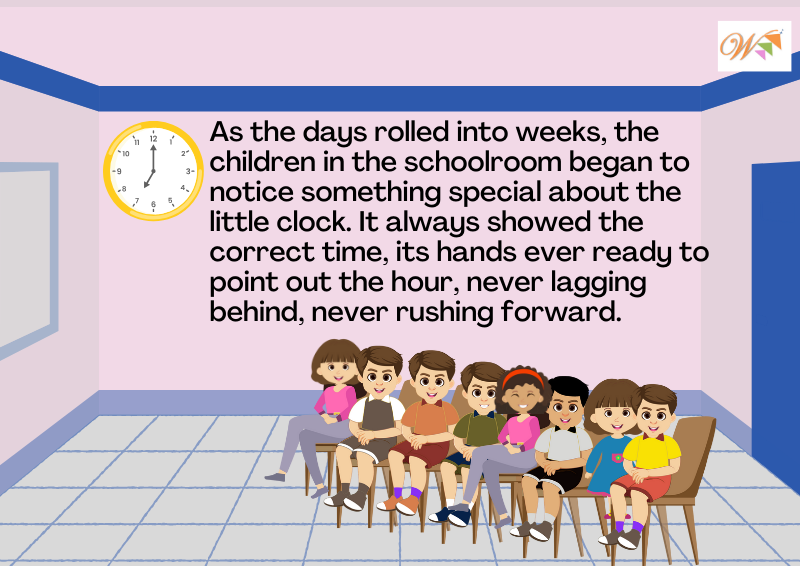 W
12
11
1
10
2
9
3
8
4
7
5
6
As the days rolled into weeks, the
children in the schoolroom began to
notice something special about the
little clock. It always showed the
correct time, its hands ever ready to
point out the hour, never lagging
behind, never rushing forward.